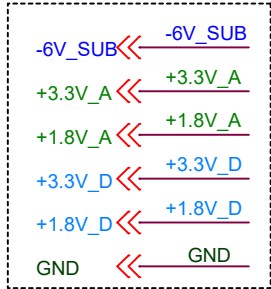 -6V_SUB -6V_SUB
+3.3V_A +3.3V_A
+1.8V_A +1.8V_A
+3.3V_D +3.3V_D
+1.8V_D +1.8V_D
GND GND